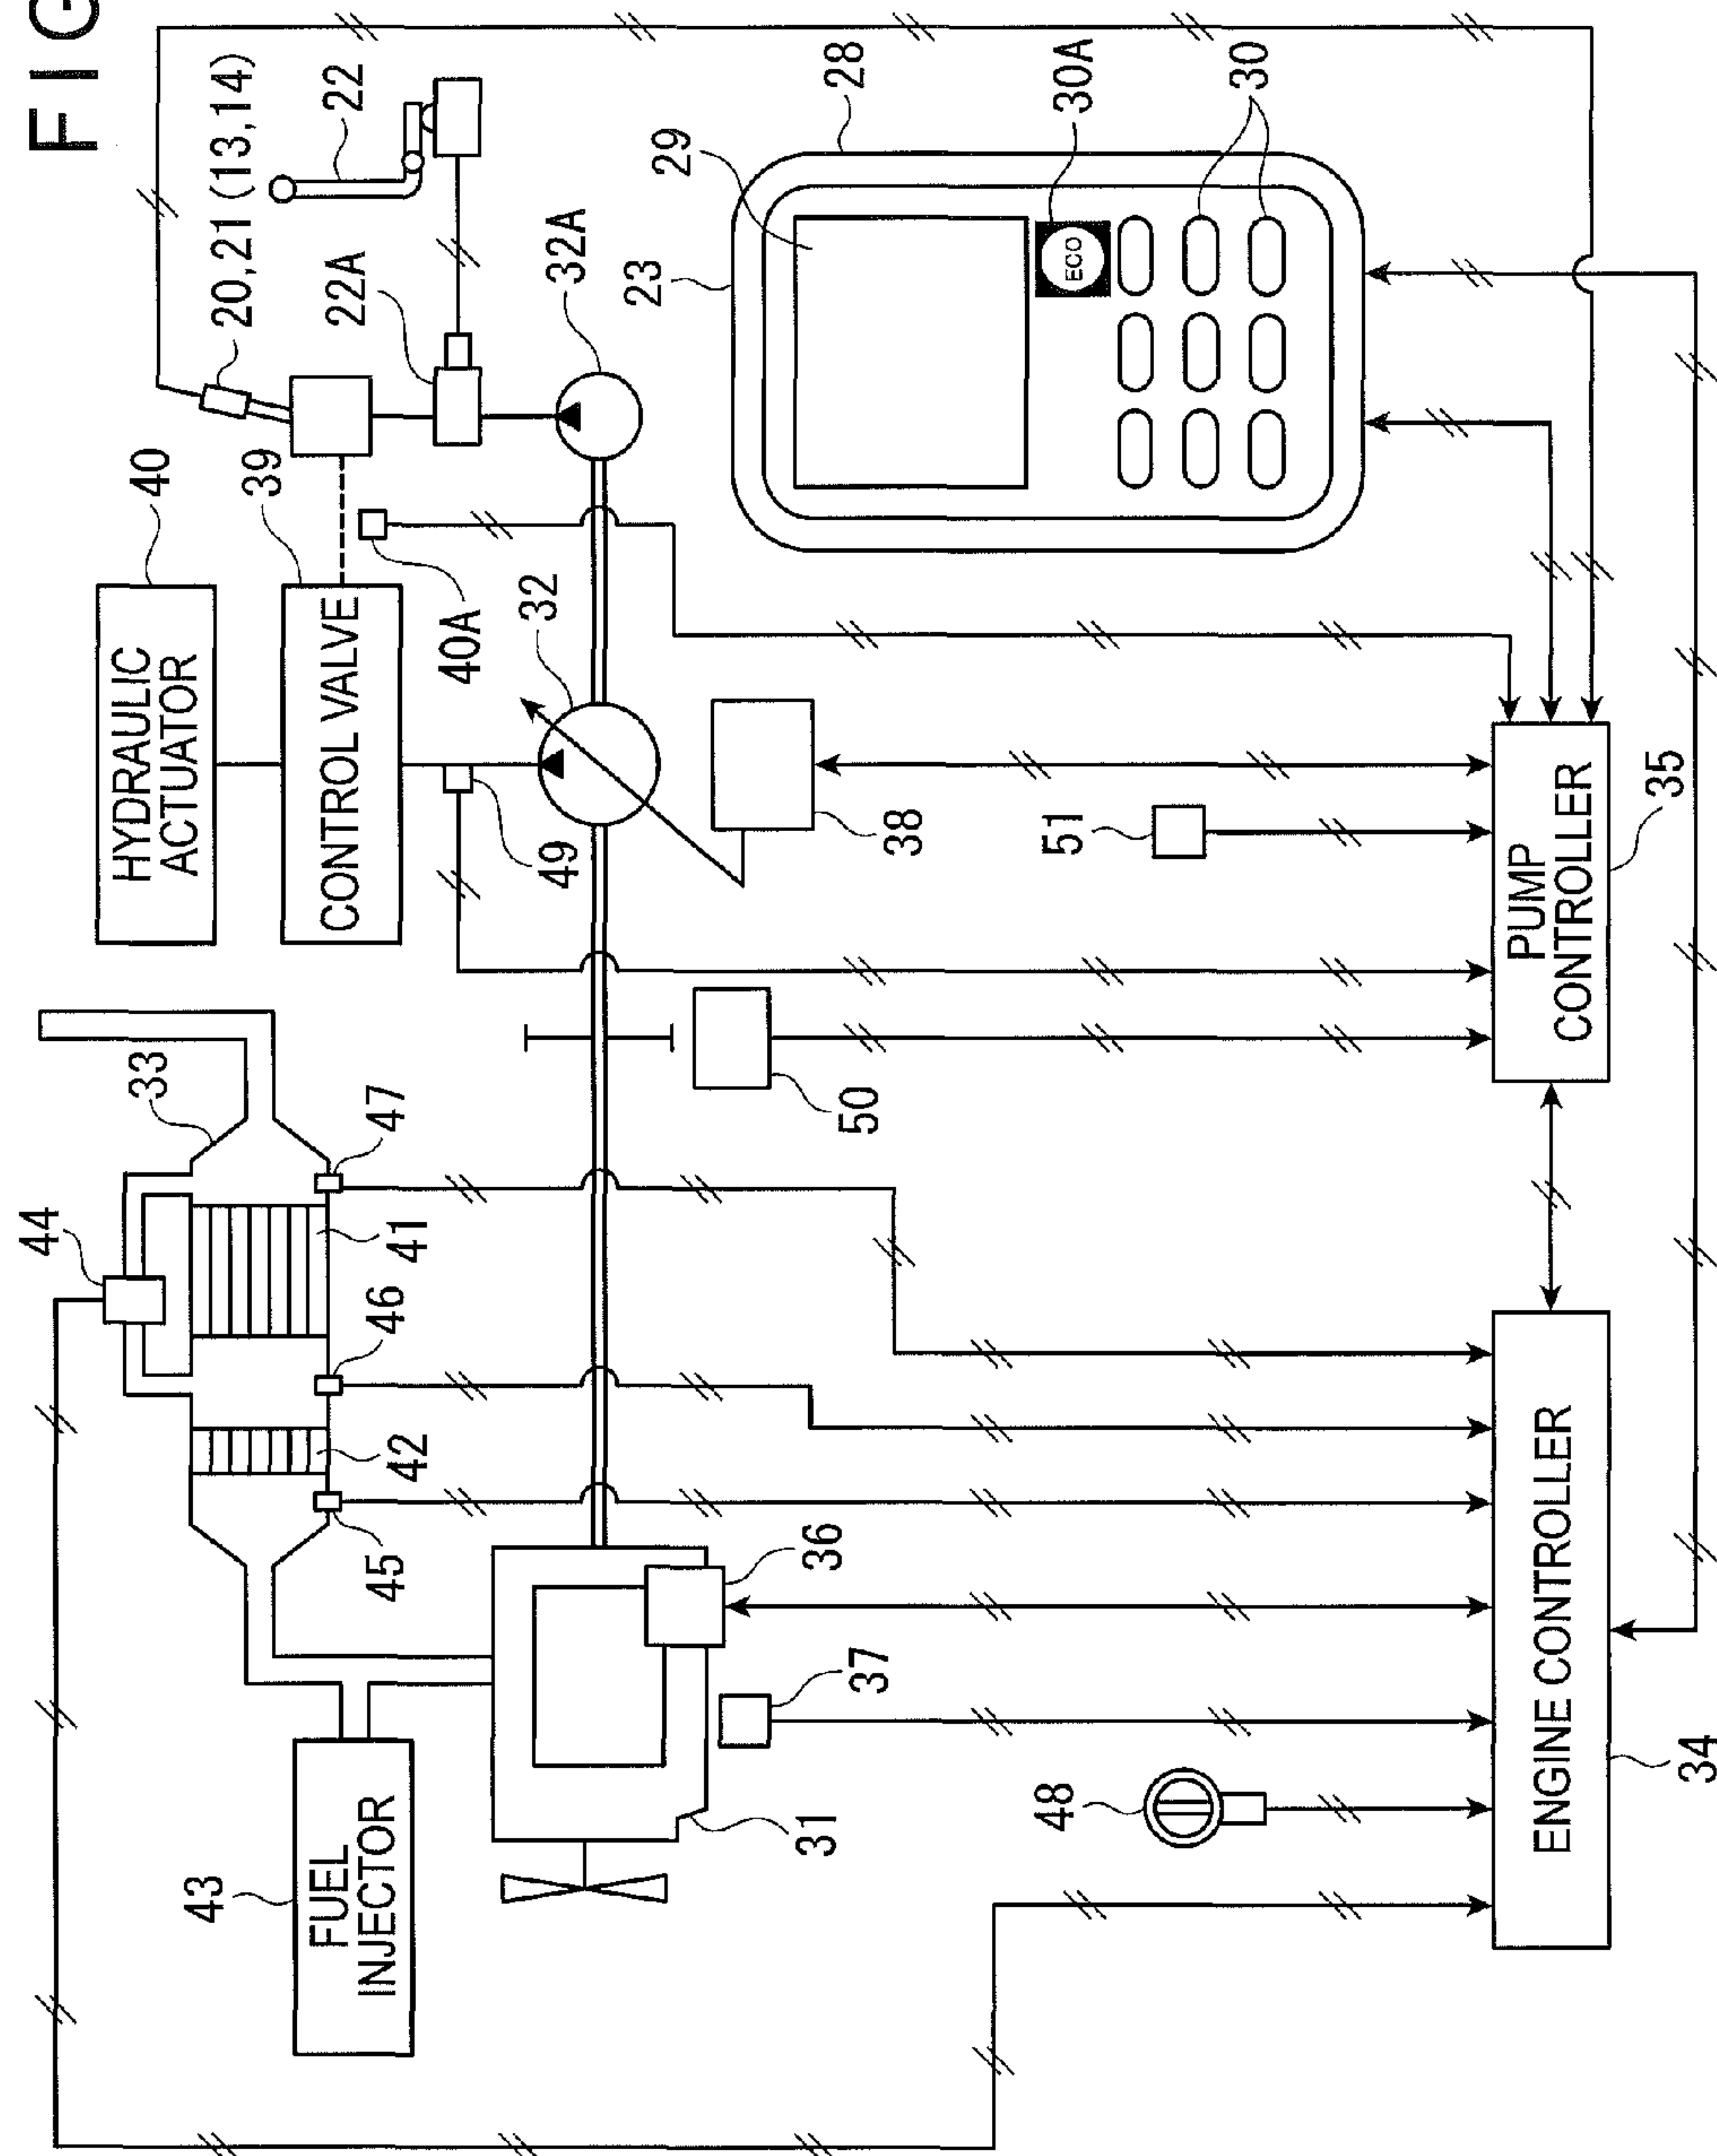 FIG
44
33
40
HYDRAULIC
ACTUATOR
20,21 (13,14)
22
43
FUEL
INJECTOR
45
42
46
41
47
39
CONTROL VALVE
22A
40A
49
32
32A
31
37
36
50
38
23
29
28
48
51
ECO
30A
30
ENGINE CONTROLLER
34
PUMP
CONTROLLER
35